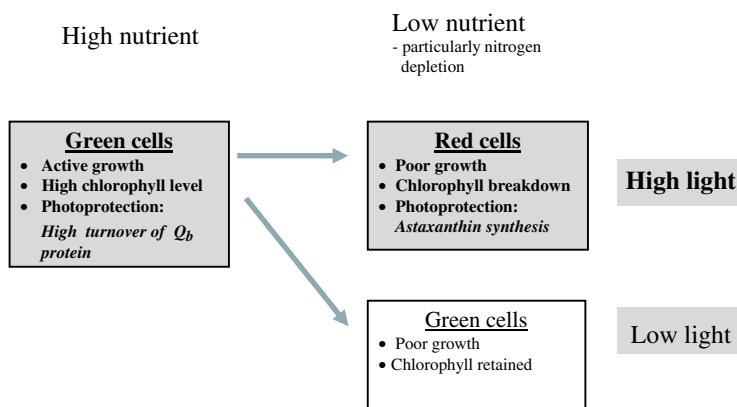 High nutrient
Low nutrient
- particularly nitrogen
depletion
Green cells
• Active growth
• High chlorophyll level
• Photoprotection:
High turnover of Qb
protein
Red cells
• Poor growth
• Chlorophyll breakdown
• Photoprotection:
Astaxanthin synthesis
High light
Green cells
• Poor growth
• Chlorophyll retained
Low light